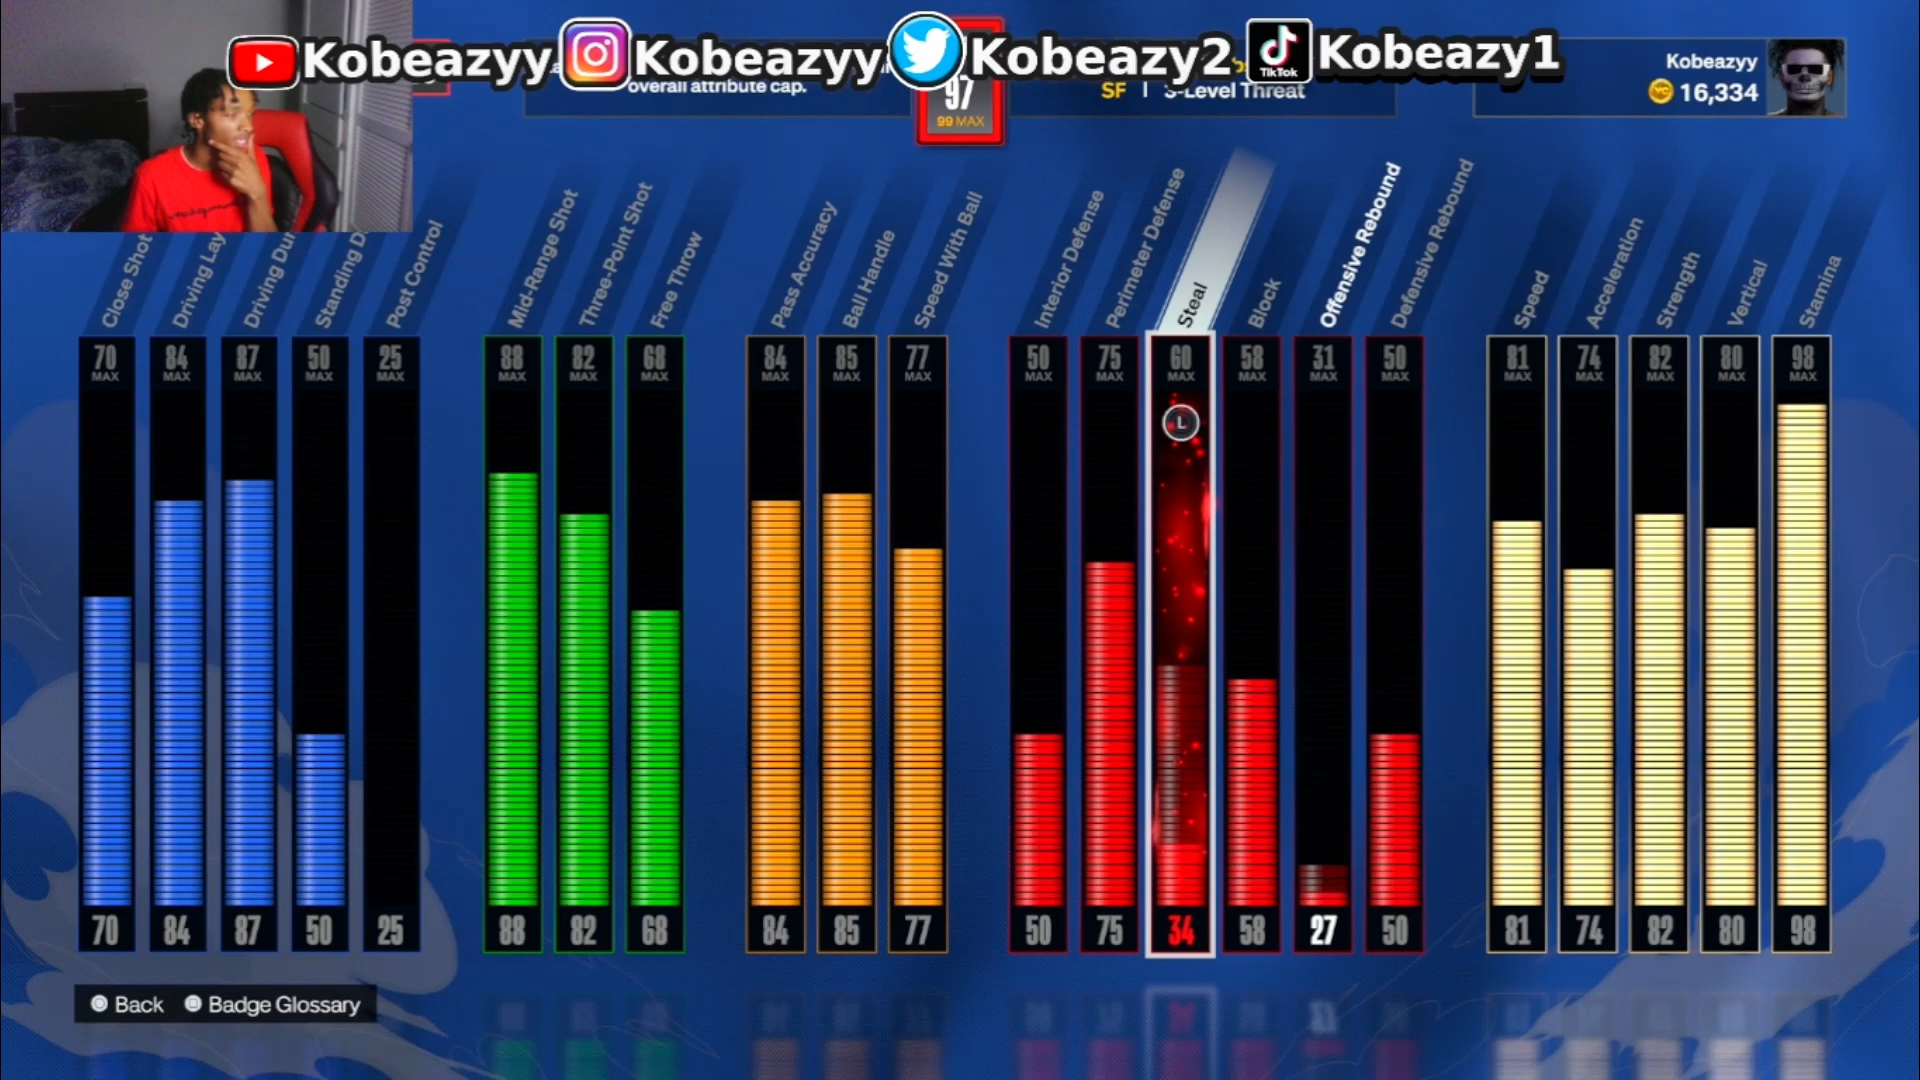 Kobeazyy Kobeazyy Kobeazy2 TikTok Kobeazy1
overall attribute cap.
97
99 MAX
SF | 3-Level Threat
Kobeazyy
VC 16,334
Close Shot
Driving Lay
Driving Dun
Standing D
Post Control
Mid-Range Shot
Three-Point Shot
Free Throw
Pass Accuracy
Ball Handle
Speed With Ball
Interior Defense
Perimeter Defense
Steal
Block
Offensive Rebound
Defensive Rebound
Speed
Acceleration
Strength
Vertical
Stamina
70 84 87 50 25 88 82 68 84 85 77 50 75 60 58 31 50 81 74 82 80 98
MAX MAX MAX MAX MAX MAX MAX MAX MAX MAX MAX MAX MAX MAX MAX MAX MAX MAX MAX MAX MAX MAX
L
70 84 87 50 25 88 82 68 84 85 77 50 75 34 58 27 50 81 74 82 80 98
Back Badge Glossary